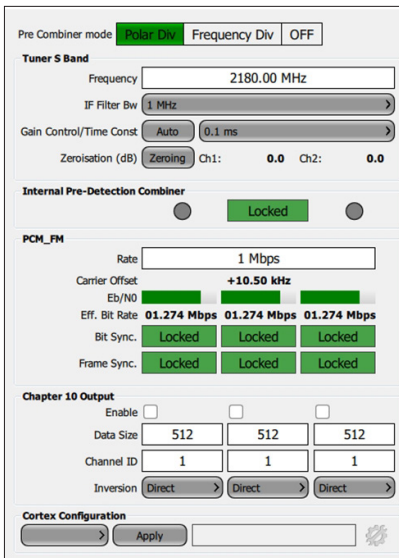 Pre Combiner mode Polar Div Frequency Div OFF
Tuner S Band
Frequency 2180.00 MHz
IF Filter Bw 1 MHz
Gain Control/Time Const Auto 0.1 ms
Zeroisation (dB) Zeroing Ch1: 0.0 Ch2: 0.0
Internal Pre-Detection Combiner
Locked
PCM_FM
Rate 1 Mbps
Carrier Offset +10.50 kHz
Eb/N0
Eff. Bit Rate 01.274 Mbps 01.274 Mbps 01.274 Mbps
Bit Sync. Locked Locked Locked
Frame Sync. Locked Locked Locked
Chapter 10 Output
Enable
Data Size 512 512 512
Channel ID 1 1 1
Inversion Direct Direct Direct
Cortex Configuration
Apply